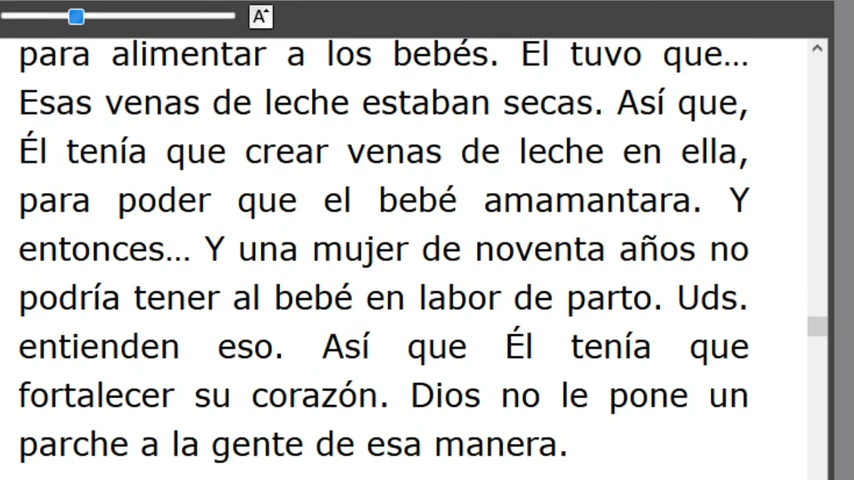 A
para alimentar a los bebés. Él tuvo que...
Esas venas de leche estaban secas. Así que,
Él tenía que crear venas de leche en ella,
para poder que el bebé amamantara. Y
entonces... Y una mujer de noventa años no
podría tener al bebé en labor de parto. Uds.
entienden eso. Así que Él tenía que
fortalecer su corazón. Dios no le pone un
parche a la gente de esa manera.